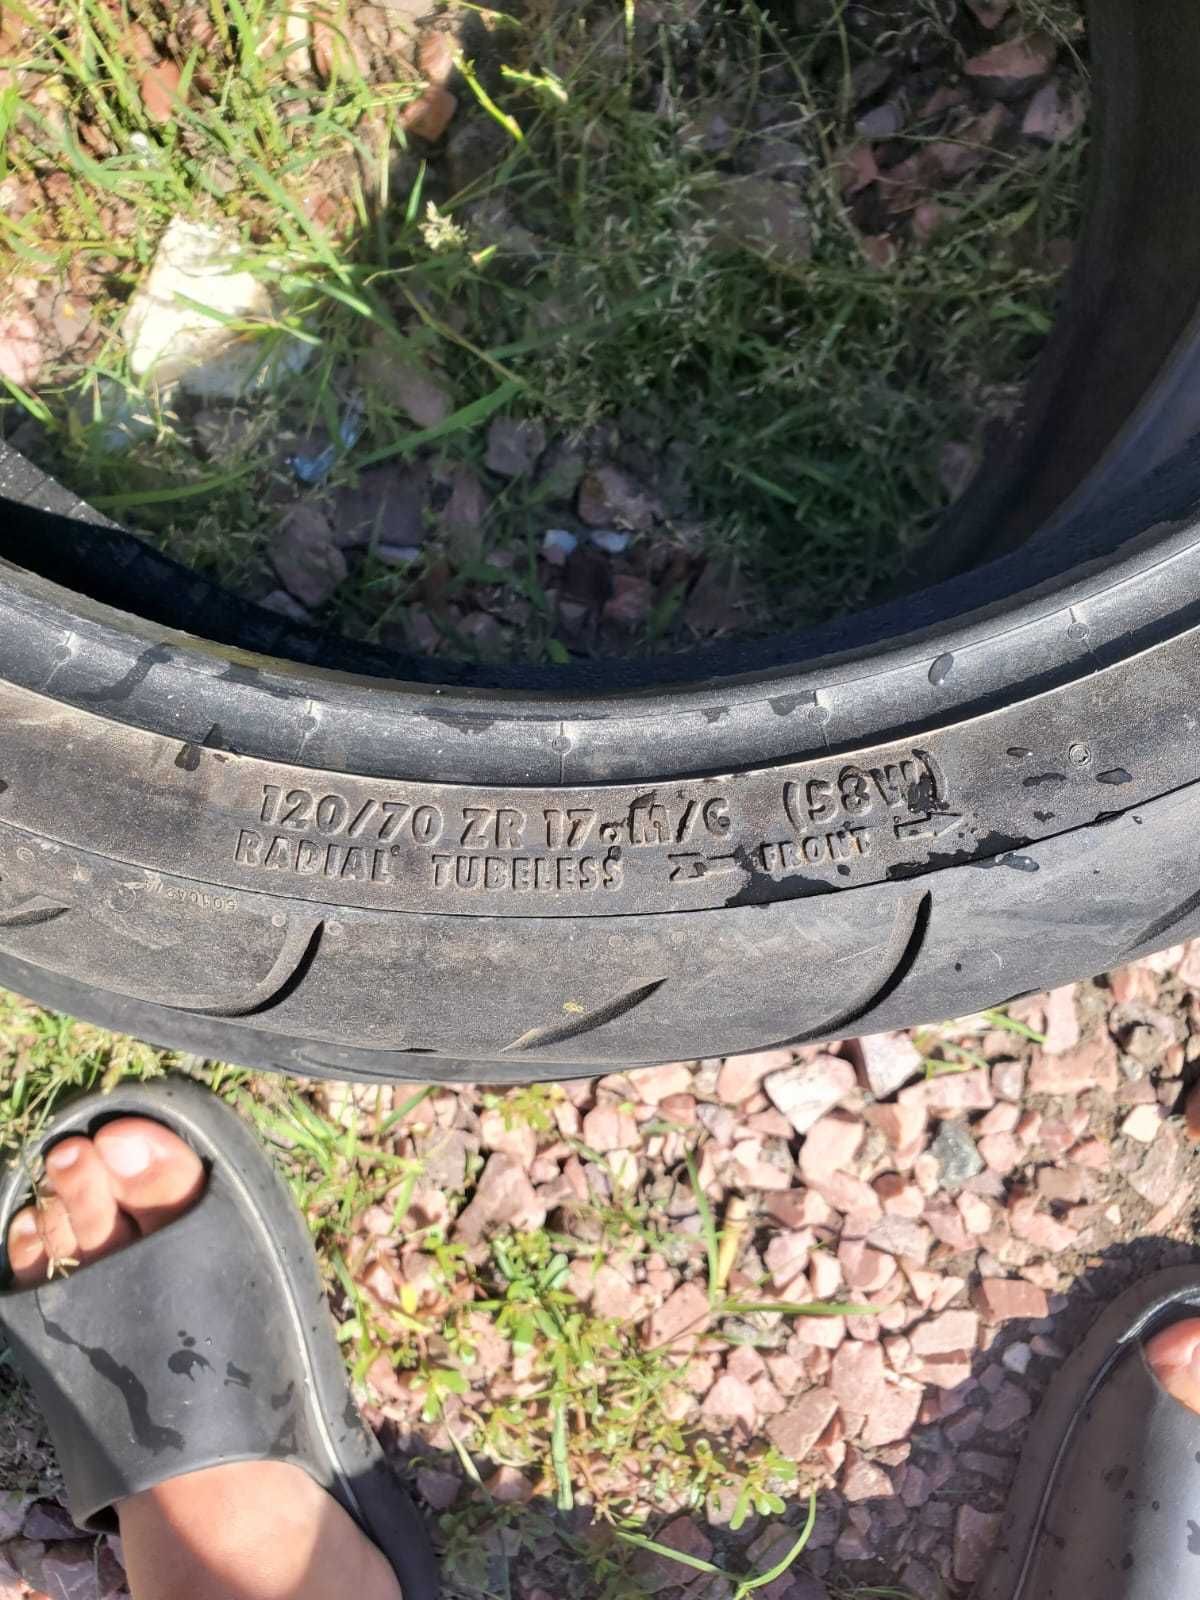 120/70 ZR 17 M/C (58W)
RADIAL TUBELESS FRONT